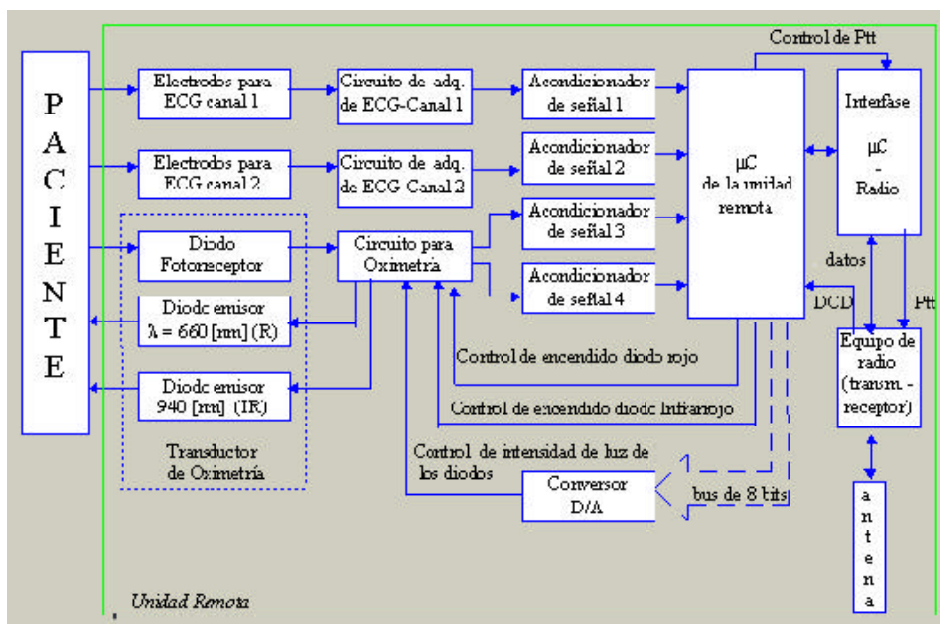 Control de Ptt
P
A
C
I
E
N
T
E
Electrodos para
ECG canal 1
Circuito de adq.
de ECG-Canal 1
Acondicionador
de señal 1
Interfase
µC
-
Radio
Electrodos para
ECG canal 2
Circuito de adq.
de ECG Canal 2
Acondicionador
de señal 2
µC
de la unidad
remota
Diodo
Fotoreceptor
Circuito para
Oximetría
Acondicionador
de señal 3
Acondicionador
de señal 4
datos
DCD
Ptt
Diodo emisor
λ = 660 [nm] (R)
Diodo emisor
940 [nm] (IR)
Transductor
de Oximetría
Control de encendido diodo rojo
Control de encendido diodo Infrarrojo
Control de intensidad de luz de
los diodos
Conversor
D/A
bus de 8 bits
Equipo de
radio
(transm. -
receptor)
a
n
t
e
n
a
Unidad Remota